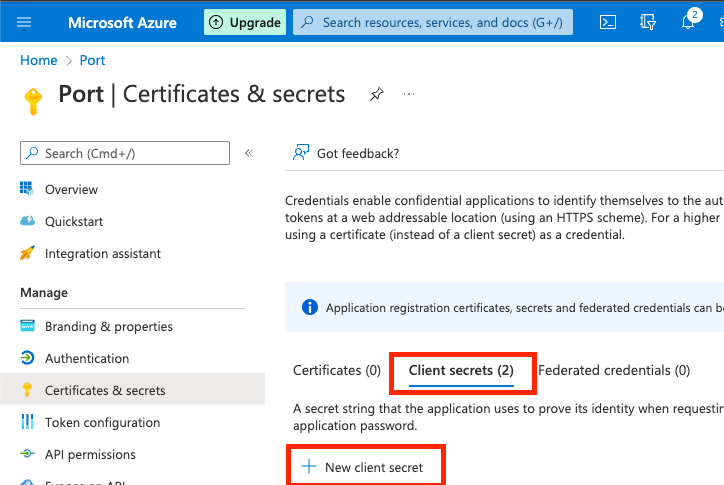 Microsoft Azure
Upgrade
Search resources, services, and docs (G+/)
2
Home > Port
Port | Certificates & secrets
...
Search (Cmd+/)
«
Got feedback?
Overview
Quickstart
Integration assistant
Manage
Branding & properties
Authentication
Certificates & secrets
Token configuration
API permissions
Expose an API
Credentials enable confidential applications to identify themselves to the aut
tokens at a web addressable location (using an HTTPS scheme). For a higher
using a certificate (instead of a client secret) as a credential.
Application registration certificates, secrets and federated credentials can be
Certificates (0)
Client secrets (2)
Federated credentials (0)
A secret string that the application uses to prove its identity when requestin
application password.
New client secret